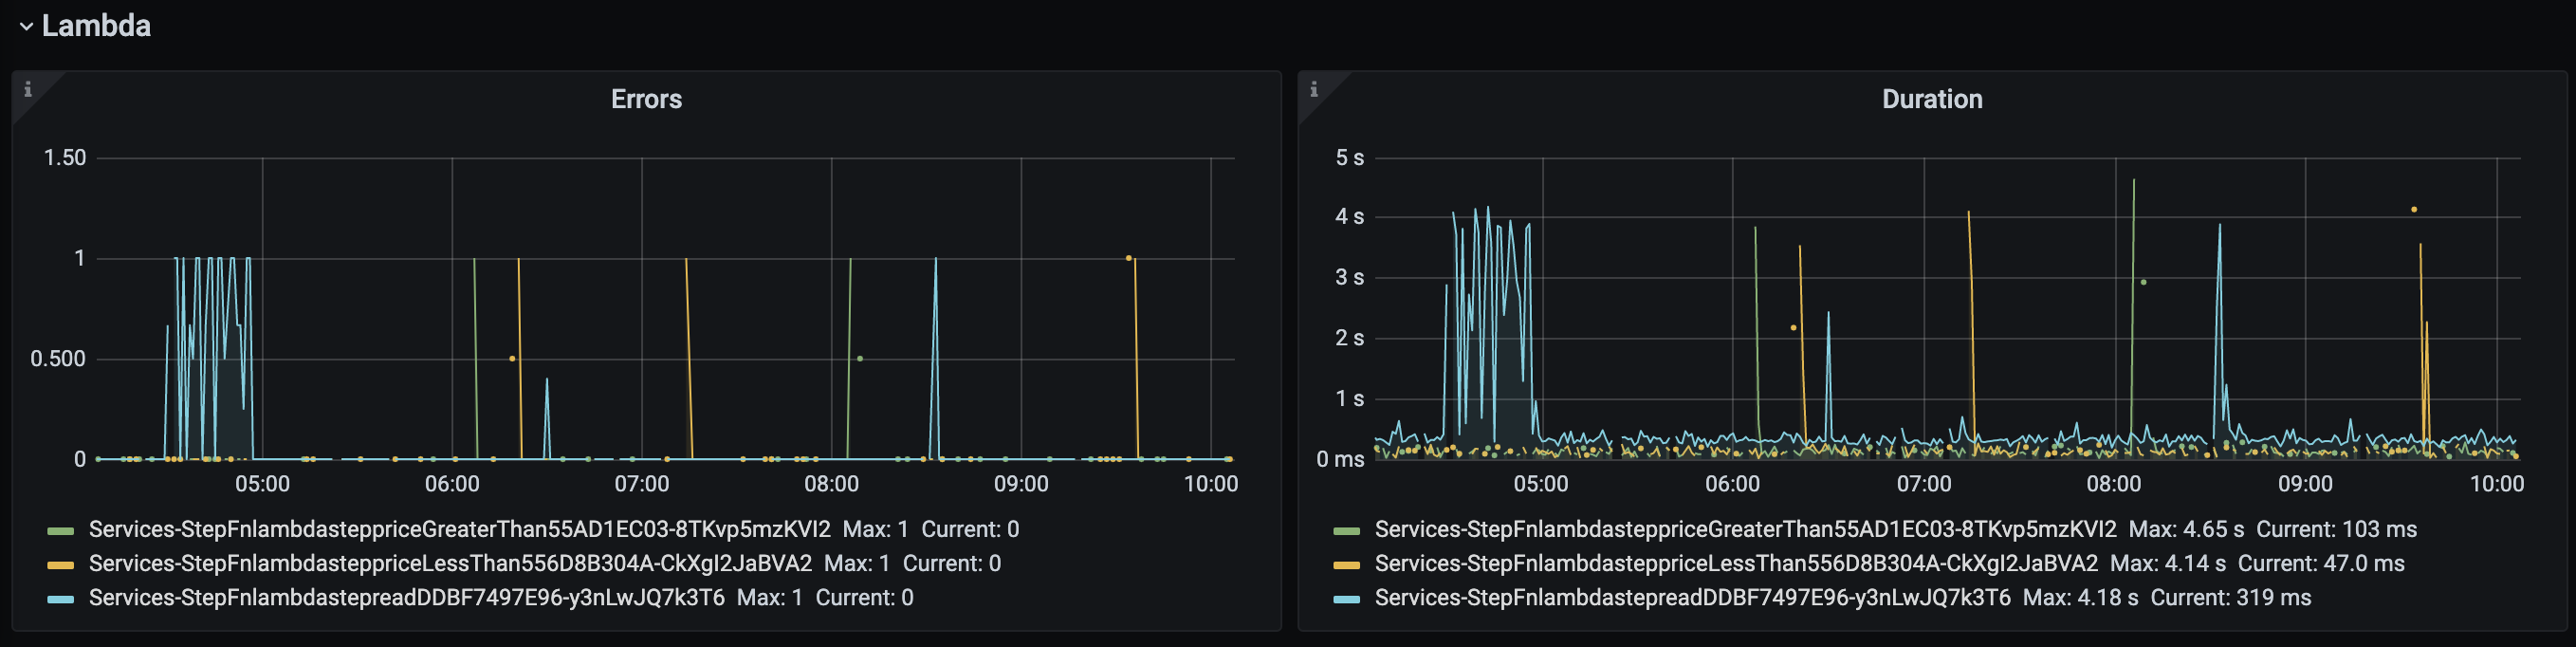 Lambda
Errors
1.50
1
0.500
0
05:00 06:00 07:00 08:00 09:00 10:00
Services-StepFnlambdasteppriceGreaterThan55AD1EC03-8TKvp5mzKVI2 Max: 1 Current: 0
Services-StepFnlambdasteppriceLessThan556D8B304A-CkXgI2JaBVA2 Max: 1 Current: 0
Services-StepFnlambdastepreadDDBF7497E96-y3nLwJQ7k3T6 Max: 1 Current: 0
Duration
5 s
4 s
3 s
2 s
1 s
0 ms
05:00 06:00 07:00 08:00 09:00 10:00
Services-StepFnlambdasteppriceGreaterThan55AD1EC03-8TKvp5mzKVI2 Max: 4.65 s Current: 103 ms
Services-StepFnlambdasteppriceLessThan556D8B304A-CkXgI2JaBVA2 Max: 4.14 s Current: 47.0 ms
Services-StepFnlambdastepreadDDBF7497E96-y3nLwJQ7k3T6 Max: 4.18 s Current: 319 ms